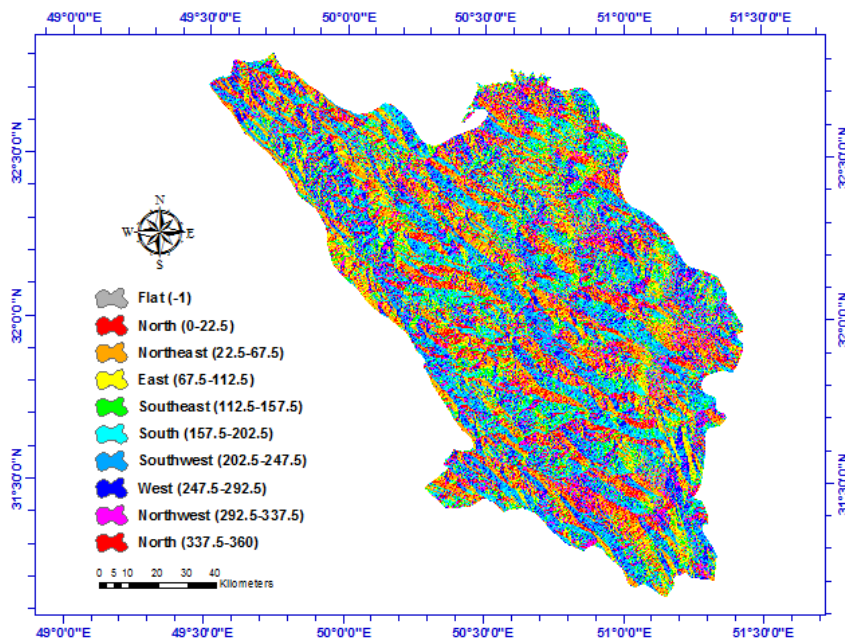 49°0'0"E 49°30'0"E 50°0'0"E 50°30'0"E 51°0'0"E 51°30'0"E
32°30'0"N
32°0'0"N
31°30'0"N
N
W E
S
Flat (-1)
North (0-22.5)
Northeast (22.5-67.5)
East (67.5-112.5)
Southeast (112.5-157.5)
South (157.5-202.5)
Southwest (202.5-247.5)
West (247.5-292.5)
Northwest (292.5-337.5)
North (337.5-360)
0 5 10 20 30 40
Kilometers
32°30'0"N
32°0'0"N
31°30'0"N
49°0'0"E 49°30'0"E 50°0'0"E 50°30'0"E 51°0'0"E 51°30'0"E